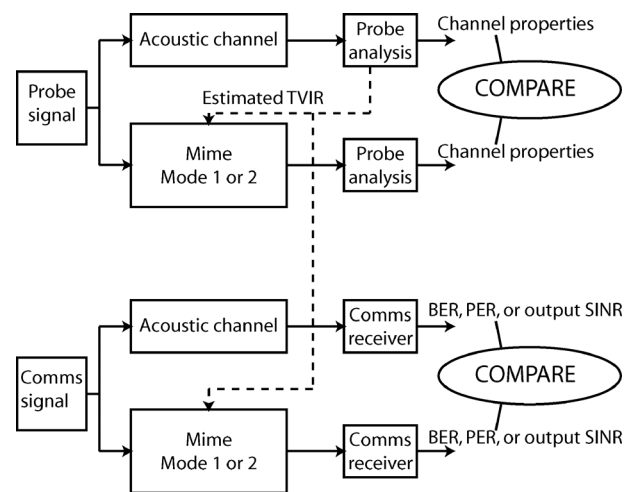 Channel properties
Acoustic channel
Probe
analysis
COMPARE
Probe
signal
Estimated TVIR
Mime
Mode 1 or 2
Probe
analysis
Channel properties
BER, PER, or output SINR
Acoustic channel
Comms
receiver
COMPARE
Comms
signal
Mime
Mode 1 or 2
Comms
receiver
BER, PER, or output SINR